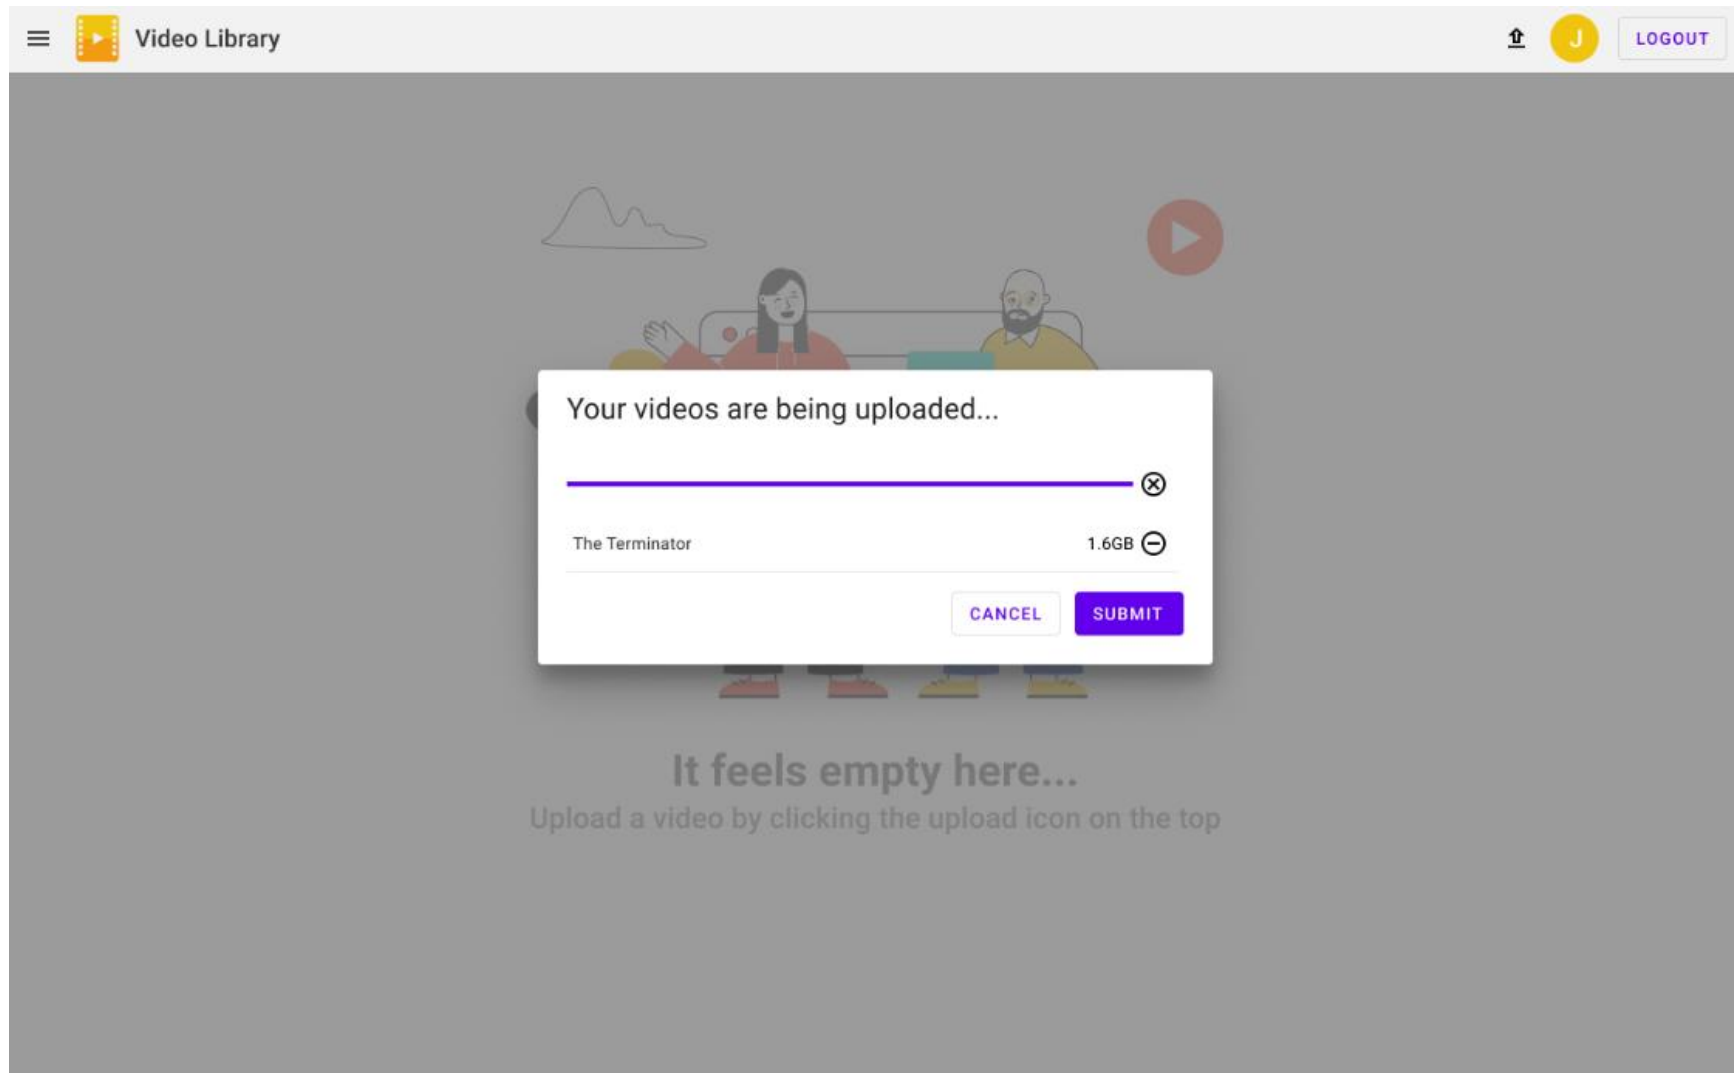 Video Library
J
LOGOUT
Your videos are being uploaded...
The Terminator 1.6GB
CANCEL SUBMIT
It feels empty here...
Upload a video by clicking the upload icon on the top